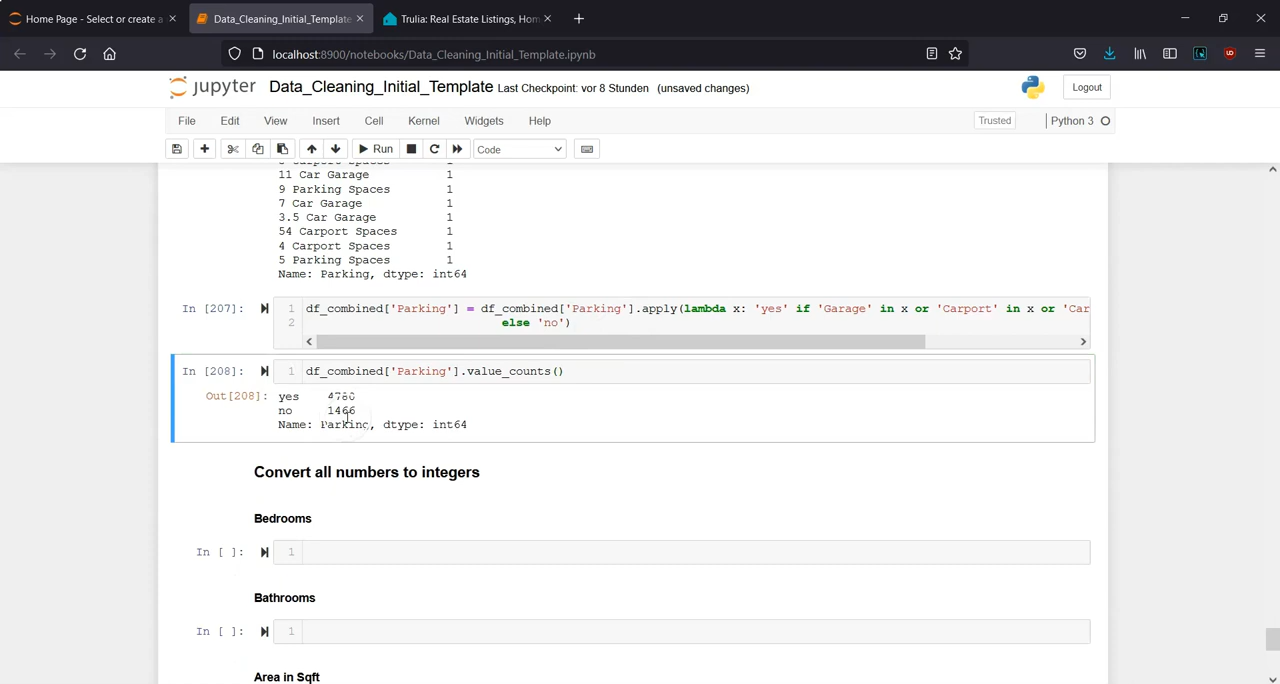 Home Page - Select or create a
Data_Cleaning_Initial_Template
Trulia: Real Estate Listings, Hom
localhost:8900/notebooks/Data_Cleaning_Initial_Template.ipynb
jupyter Data_Cleaning_Initial_Template Last Checkpoint: vor 8 Stunden (unsaved changes)
Logout
File Edit View Insert Cell Kernel Widgets Help
Trusted Python 3
Run Code
11 Car Garage 1
9 Parking Spaces 1
7 Car Garage 1
3.5 Car Garage 1
54 Carport Spaces 1
4 Carport Spaces 1
5 Parking Spaces 1
Name: Parking, dtype: int64
In [207]: 1 df_combined['Parking'] = df_combined['Parking'].apply(lambda x: 'yes' if 'Garage' in x or 'Carport' in x or 'Car
2 else 'no')
In [208]: 1 df_combined['Parking'].value_counts()
Out[208]: yes 4780
no 1466
Name: Parking, dtype: int64
Convert all numbers to integers
Bedrooms
In [ ]: 1
Bathrooms
In [ ]: 1
Area in Sqft